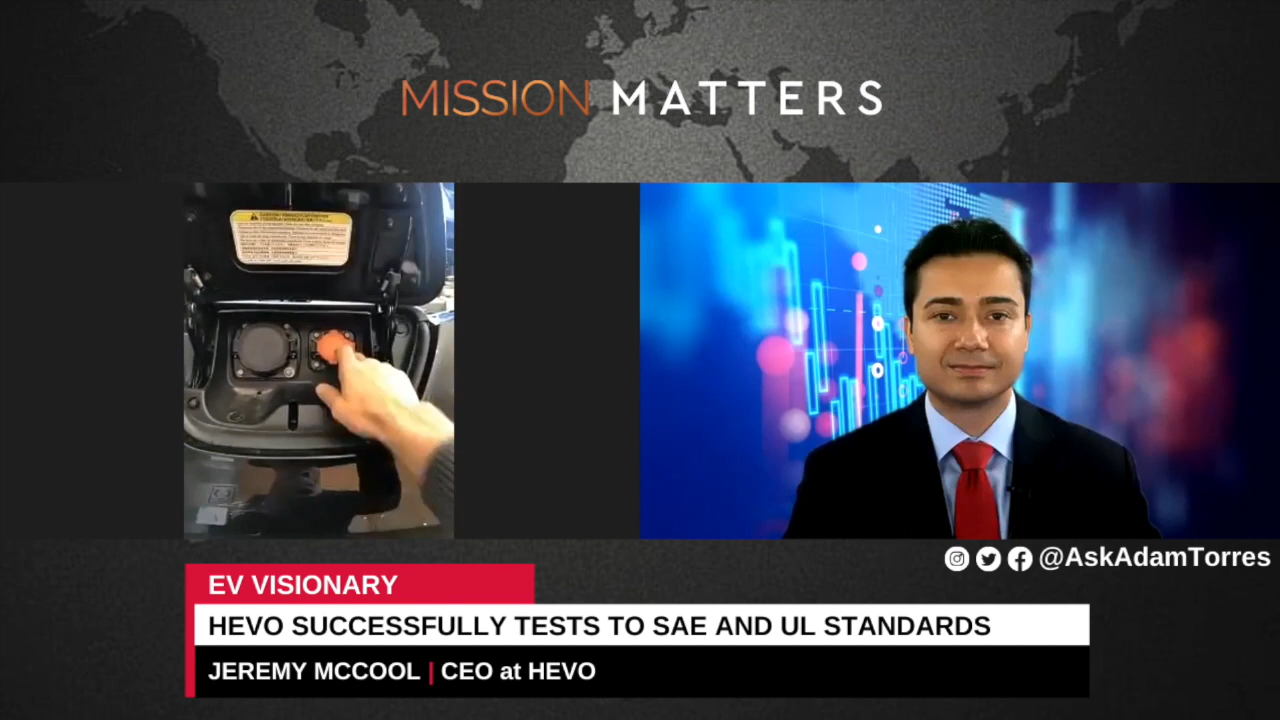 MISSION MATTERS
@AskAdamTorres
EV VISIONARY
HEVO SUCCESSFULLY TESTS TO SAE AND UL STANDARDS
JEREMY MCCOOL | CEO at HEVO